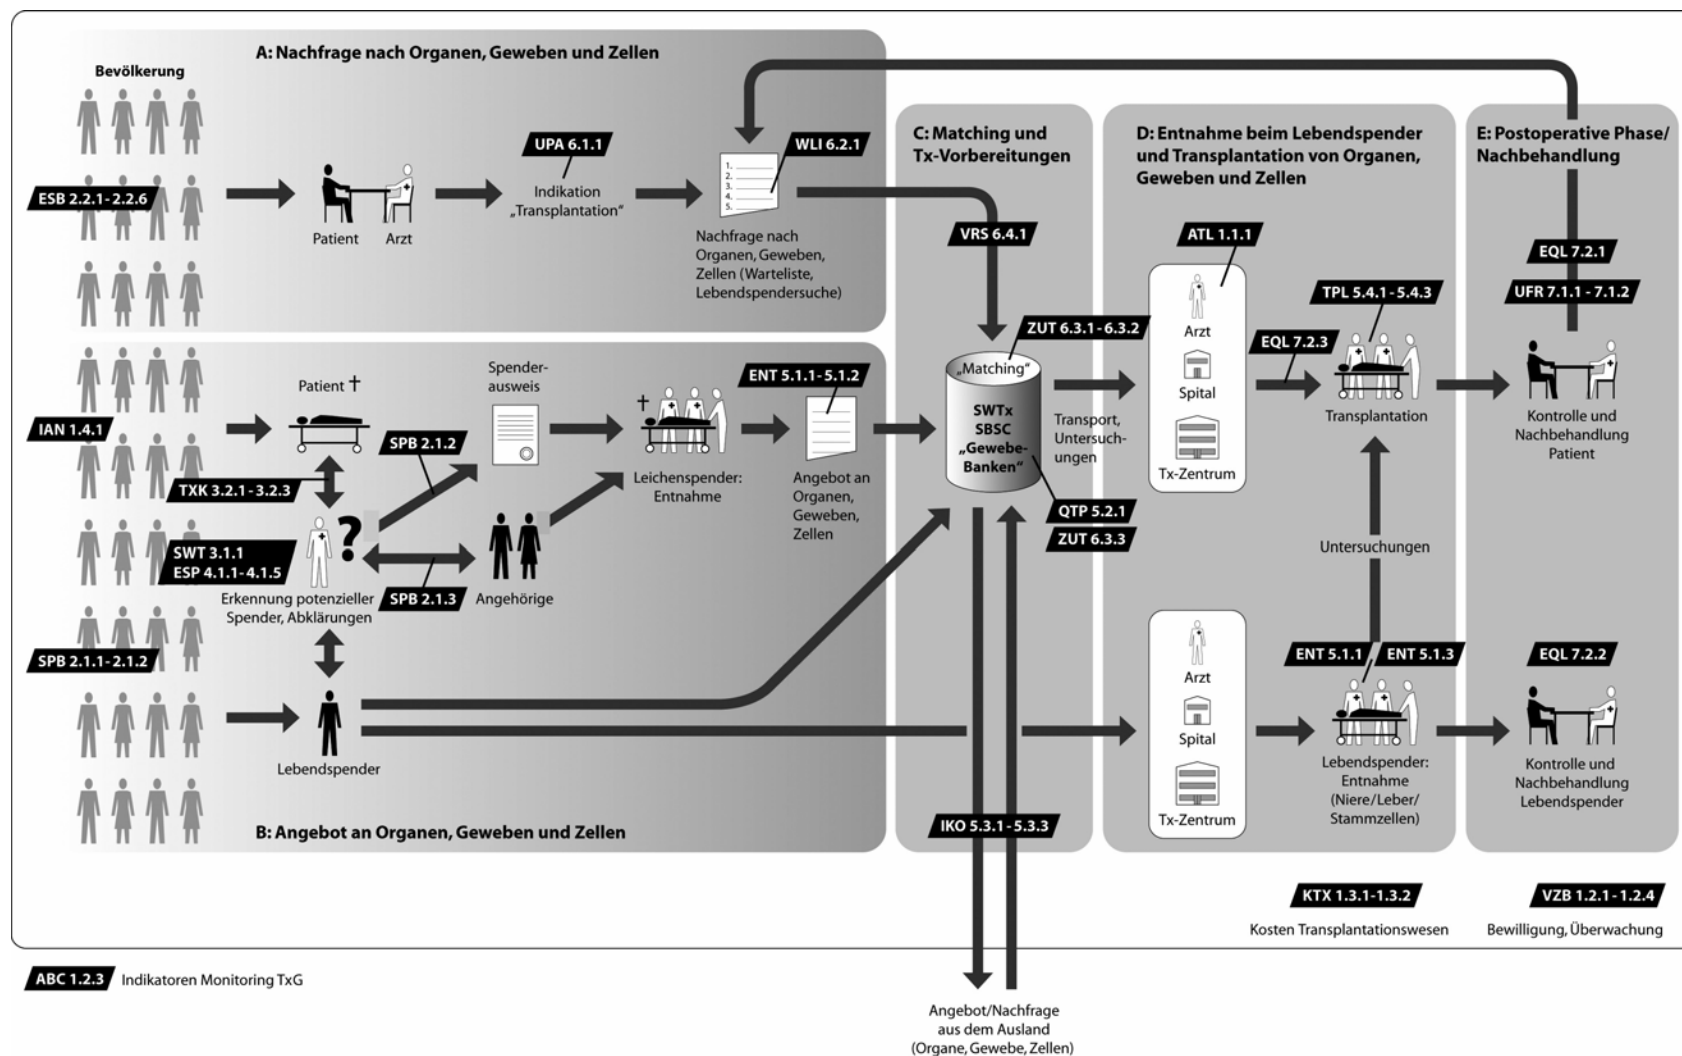 A: Nachfrage nach Organen, Geweben und Zellen
Bevölkerung
ESB 2.2.1 - 2.2.6
Patient
Arzt
UPA 6.1.1
Indikation
„Transplantation“
WLI 6.2.1
1.
2.
3.
4.
5.
Nachfrage nach
Organen, Geweben,
Zellen (Warteliste,
Lebendspendersuche)
IAN 1.4.1
Patient †
TXK 3.2.1 - 3.2.3
SPB 2.1.2
Spender-
ausweis
†
Leichenspender:
Entnahme
ENT 5.1.1 - 5.1.2
Angebot an
Organen,
Geweben,
Zellen
SWT 3.1.1
ESP 4.1.1 - 4.1.5
?
Erkennung potenzieller
Spender, Abklärungen
SPB 2.1.3
Angehörige
SPB 2.1.1 - 2.1.2
Lebendspender
B: Angebot an Organen, Geweben und Zellen
C: Matching und
Tx-Vorbereitungen
VRS 6.4.1
ZUT 6.3.1 - 6.3.2
„Matching“
SWTx
SBSC
„Gewebe-
Banken“
Transport,
Untersuch-
ungen
QTP 5.2.1
ZUT 6.3.3
IKO 5.3.1 - 5.3.3
D: Entnahme beim Lebendspender
und Transplantation von Organen,
Geweben und Zellen
ATL 1.1.1
Arzt
Spital
Tx-Zentrum
EQL 7.2.3
TPL 5.4.1 - 5.4.3
Transplantation
Untersuchungen
Arzt
Spital
Tx-Zentrum
ENT 5.1.1
ENT 5.1.3
Lebendspender:
Entnahme
(Niere/Leber/
Stammzellen)
E: Postoperative Phase/
Nachbehandlung
EQL 7.2.1
UFR 7.1.1 - 7.1.2
Kontrolle und
Nachbehandlung
Patient
EQL 7.2.2
Kontrolle und
Nachbehandlung
Lebendspender
KTX 1.3.1-1.3.2
Kosten Transplantationswesen
VZB 1.2.1 - 1.2.4
Bewilligung, Überwachung
ABC 1.2.3 Indikatoren Monitoring TxG
Angebot/Nachfrage
aus dem Ausland
(Organe, Gewebe, Zellen)